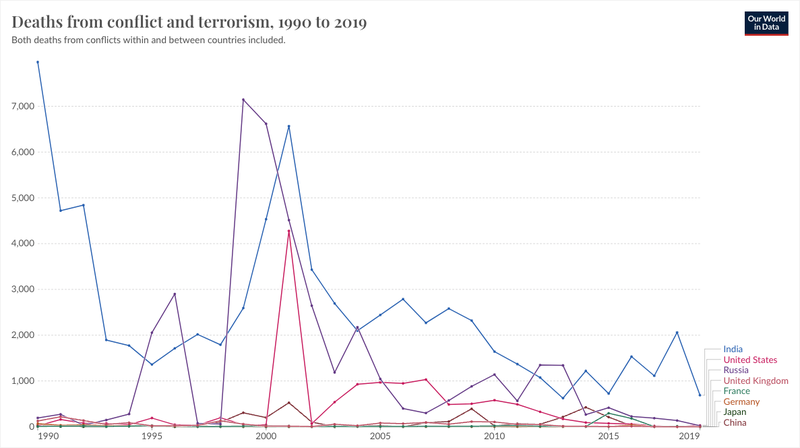 Deaths from conflict and terrorism, 1990 to 2019
Our World
in Data
Both deaths from conflicts within and between countries included.
7,000
6,000
5,000
4,000
3,000
2,000
1,000
0
1990
1995
2000
2005
2010
2015
2019
India
United States
Russia
United Kingdom
France
Germany
Japan
China